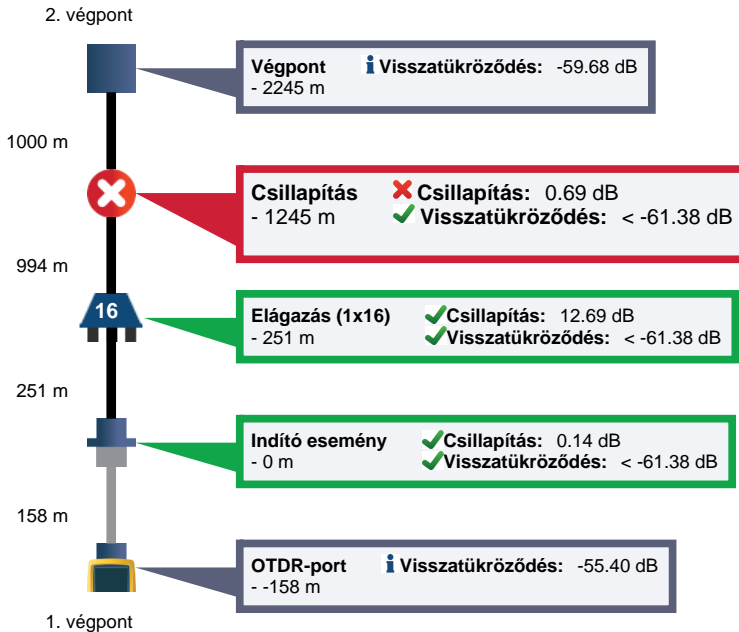 2. végpont
Végpont Visszatükröződés: -59.68 dB
- 2245 m
1000 m
Csillapítás Csillapítás: 0.69 dB
- 1245 m Visszatükröződés: < -61.38 dB
994 m
16
Elágazás (1x16) Csillapítás: 12.69 dB
- 251 m Visszatükröződés: < -61.38 dB
251 m
Indító esemény Csillapítás: 0.14 dB
- 0 m Visszatükröződés: < -61.38 dB
158 m
OTDR-port Visszatükröződés: -55.40 dB
- -158 m
1. végpont